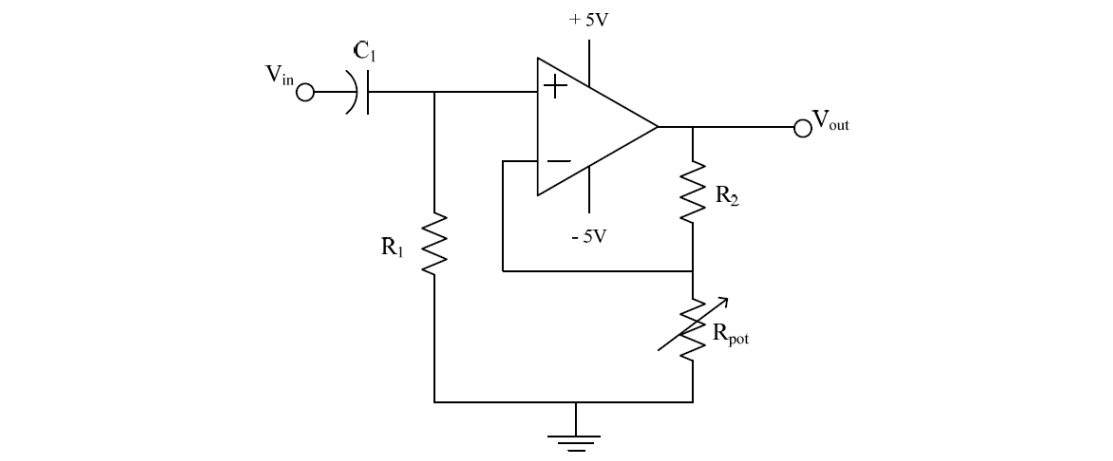 + 5V
C₁
Vin
+
Vout
−
R₂
- 5V
R₁
Rpot